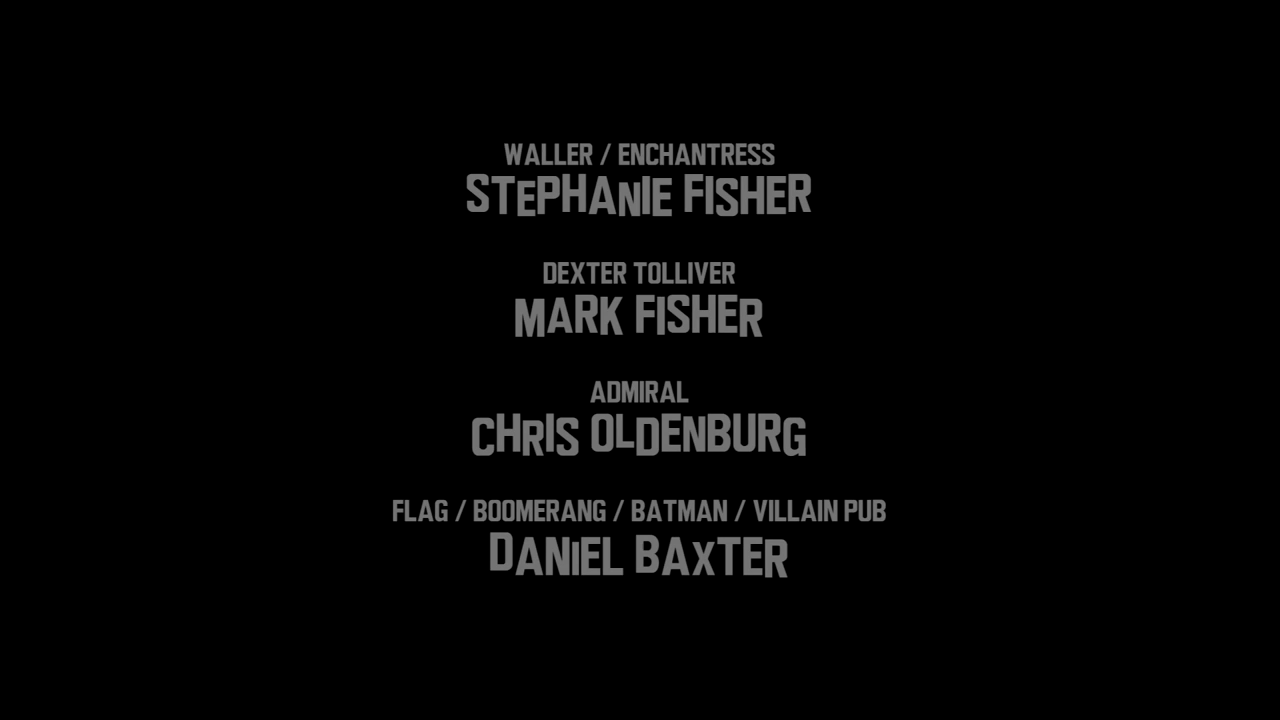 WALLER / ENCHANTRESS
STEPHANIE FISHER
DEXTER TOLLIVER
MARK FISHER
ADMIRAL
CHRIS OLDENBURG
FLAG / BOOMERANG / BATMAN / VILLAIN PUB
DANIEL BAXTER